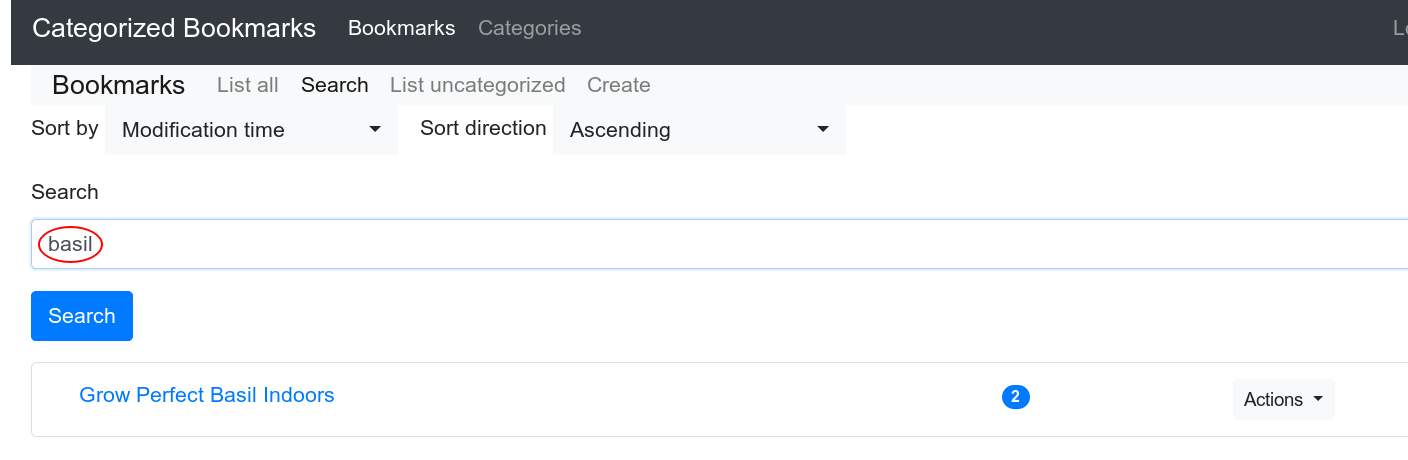 Categorized Bookmarks Bookmarks Categories
Bookmarks List all Search List uncategorized Create
Sort by Modification time Sort direction Ascending
Search
basil
Search
Grow Perfect Basil Indoors 2 Actions